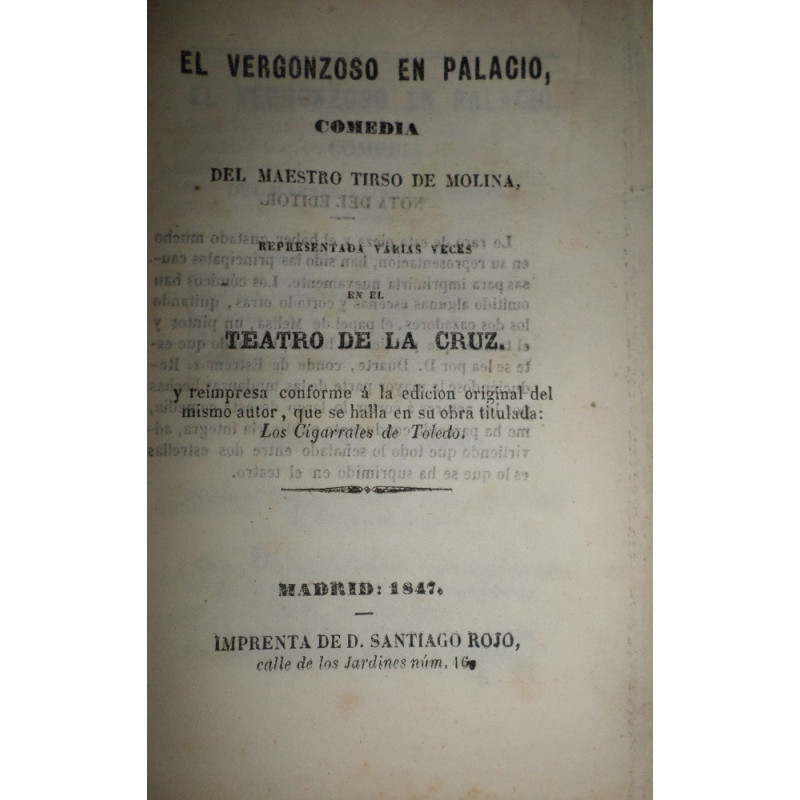 EL VERGONZOSO EN PALACIO,
COMEDIA
DEL MAESTRO TIRSO DE MOLINA,
REPRESENTADA VARIAS VECES
EN EL
TEATRO DE LA CRUZ.
y reimpresa conforme á la edicion original del
mismo autor, que se halla en su obra titulada:
Los Cigarrales de Toledo.
MADRID: 1847.
IMPRENTA DE D. SANTIAGO ROJO,
calle de los Jardines núm. 16.